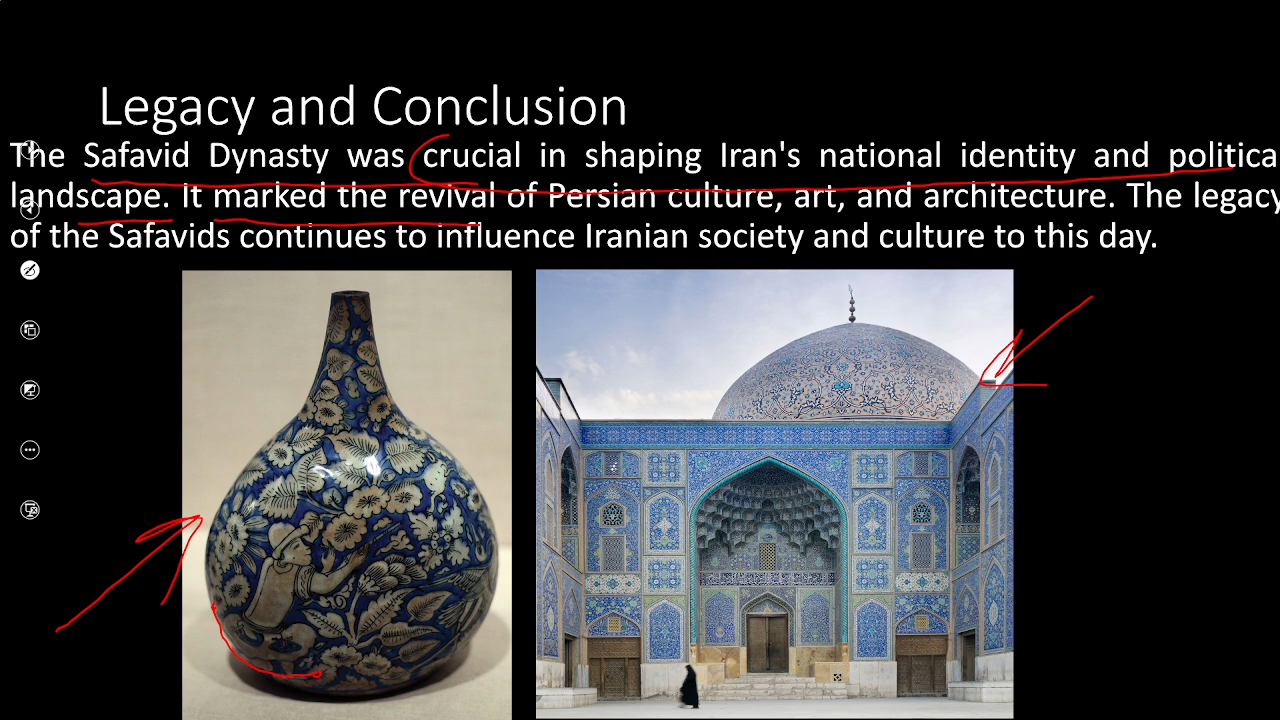 Legacy and Conclusion
The Safavid Dynasty was crucial in shaping Iran's national identity and politica
landscape. It marked the revival of Persian culture, art, and architecture. The legacy
of the Safavids continues to influence Iranian society and culture to this day.